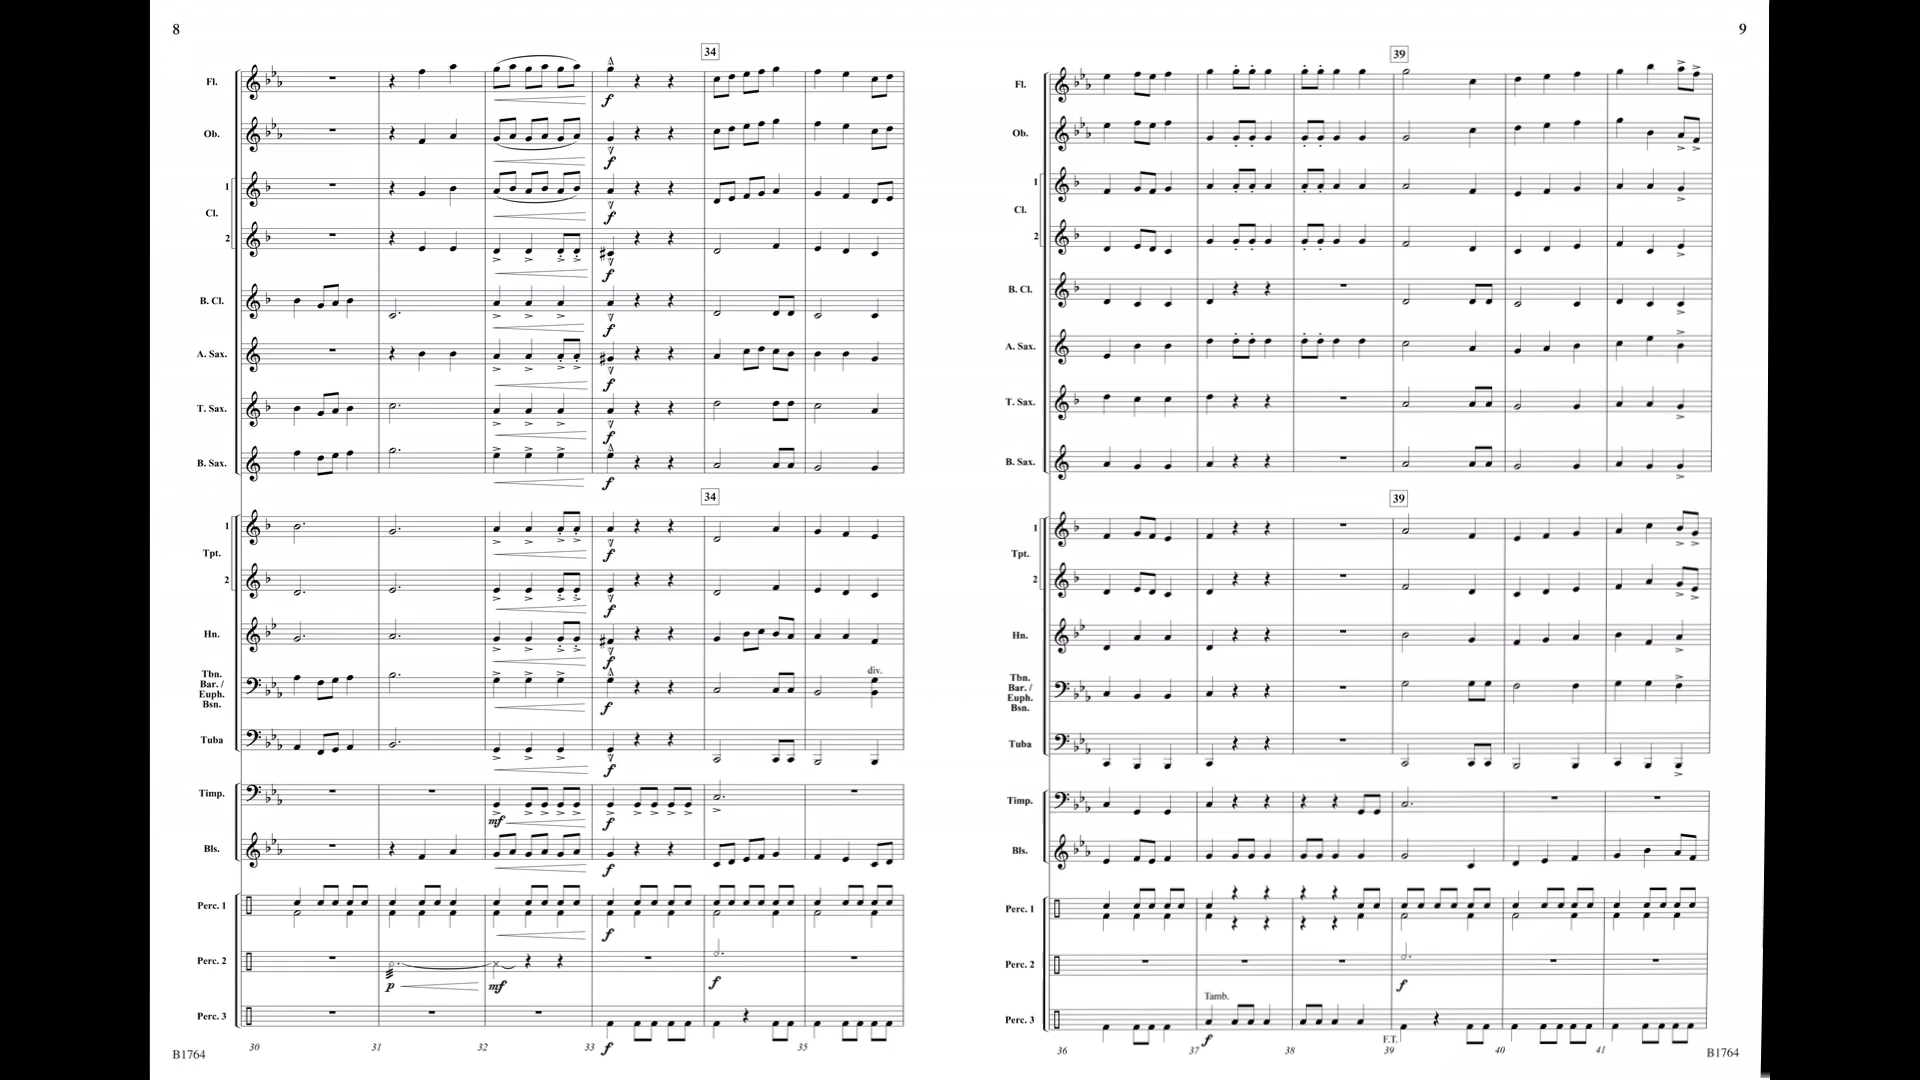 8
34
Fl.
Ob.
1
Cl.
2
B. Cl.
A. Sax.
T. Sax.
B. Sax.
f
f
f
f
f
f
f
f
34
1
Tpt.
2
Hn.
Tbn.
Bar. /
Euph.
Bsn.
div.
Tuba
f
f
f
f
f
Timp.
mf
f
Bls.
f
Perc. 1
f
Perc. 2
p
mf
f
Perc. 3
f
30
31
32
33
35
B1764
9
39
Fl.
Ob.
1
Cl.
2
B. Cl.
A. Sax.
T. Sax.
B. Sax.
39
1
Tpt.
2
Hn.
Tbn.
Bar. /
Euph.
Bsn.
Tuba
Timp.
Bls.
Perc. 1
Perc. 2
f
Tamb.
Perc. 3
f
F.T.
36
37
38
39
40
41
B1764